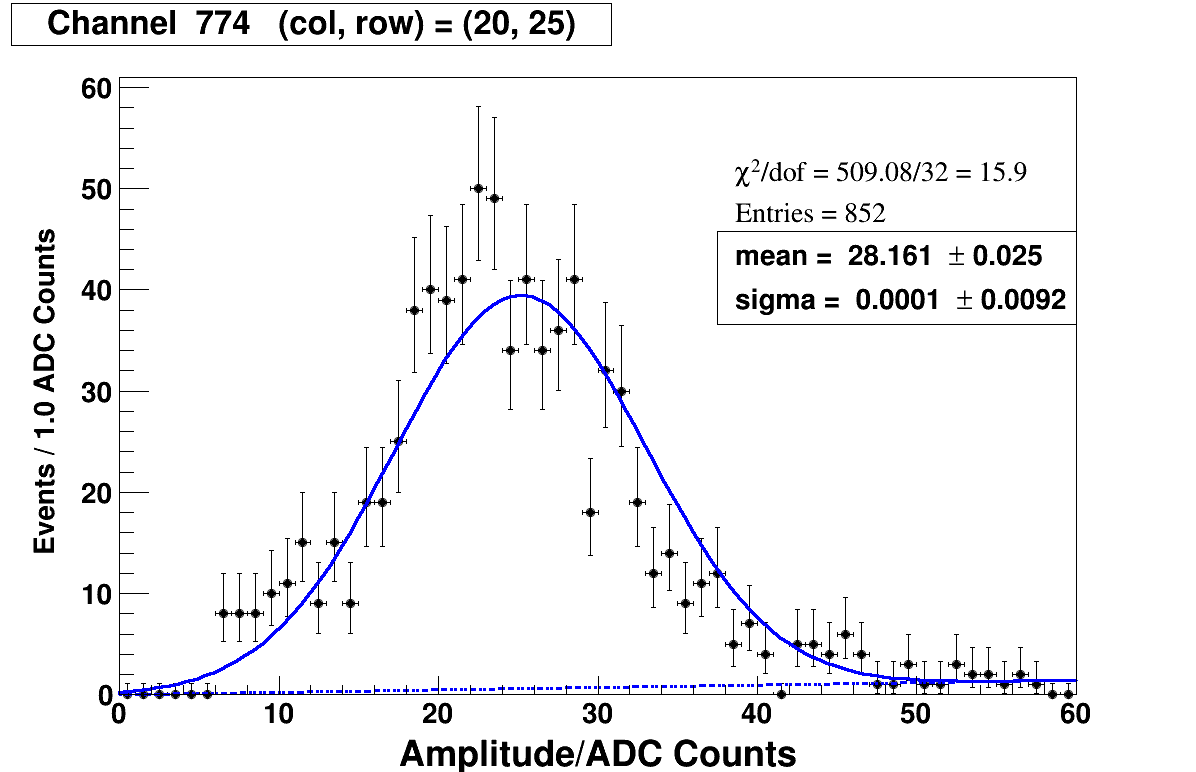 Channel 774 (col, row) = (20, 25)
60
50
40
30
20
10
0
Events / 1.0 ADC Counts
χ²/dof = 509.08/32 = 15.9
Entries = 852
mean = 28.161 ± 0.025
sigma = 0.0001 ± 0.0092
0 10 20 30 40 50 60
Amplitude/ADC Counts